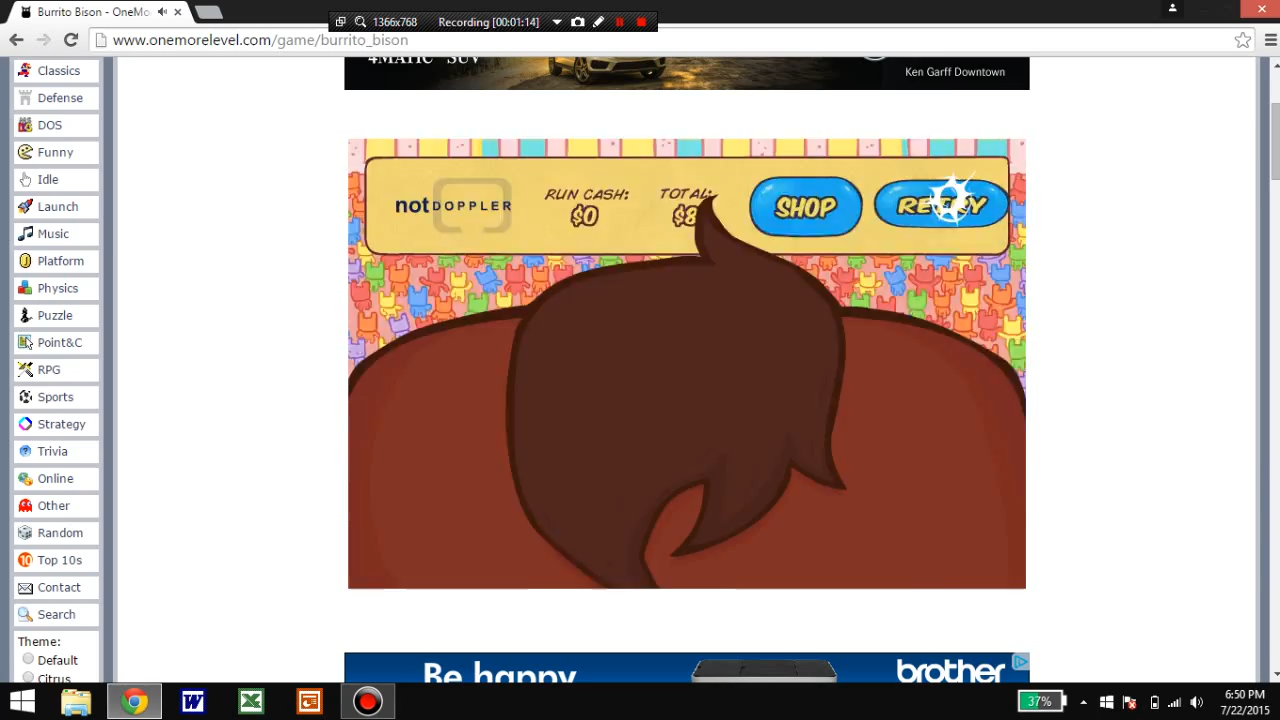 Burrito Bison - OneMo
1366x768
Recording [00:01:14]
www.onemorelevel.com/game/burrito_bison
4MATIC SUV
Ken Garff Downtown
Classics
Defense
DOS
Funny
Idle
Launch
Music
Platform
Physics
Puzzle
Point&C
RPG
Sports
Strategy
Trivia
Online
Other
Random
10
Top 10s
Contact
Search
Theme:
Default
Citrus
notDOPPLER
RUN CASH:
$0
TOTAL:
$8
SHOP
RETRY
Be happy
brother
37%
6:50 PM
7/22/2015